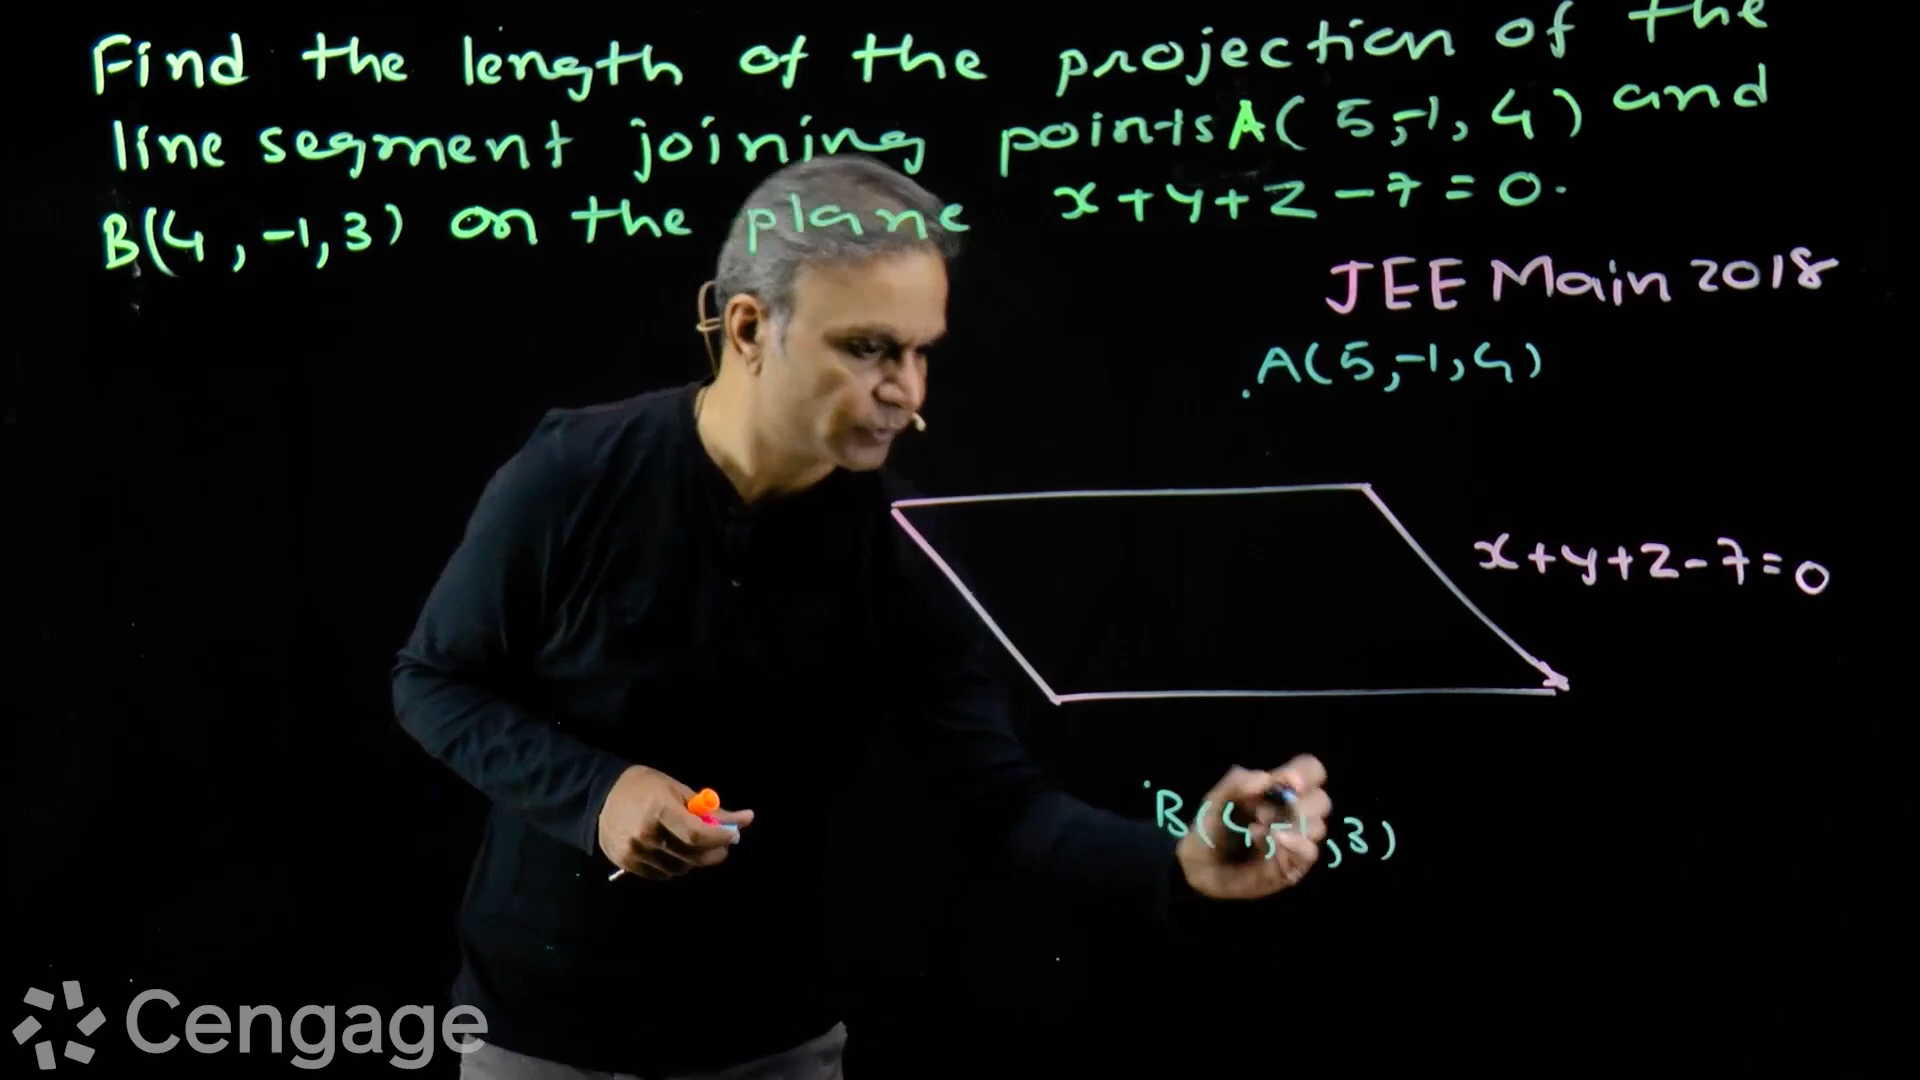 Find the length of the projection of the
line segment joining points A( 5,-1, 4) and
B(4, -1,3) on the plane x+y+z-7=0.
JEE Main 2018
A(5,-1,4)
x+y+z-7=0
B(4,-1,3)
Cengage